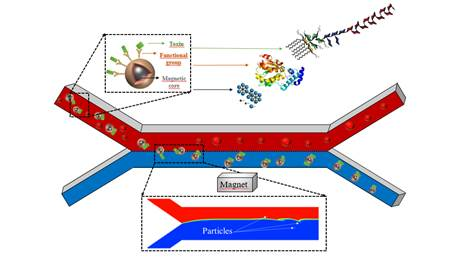 Toxin
Functional
group
Magnetic
core
Magnet
Particles